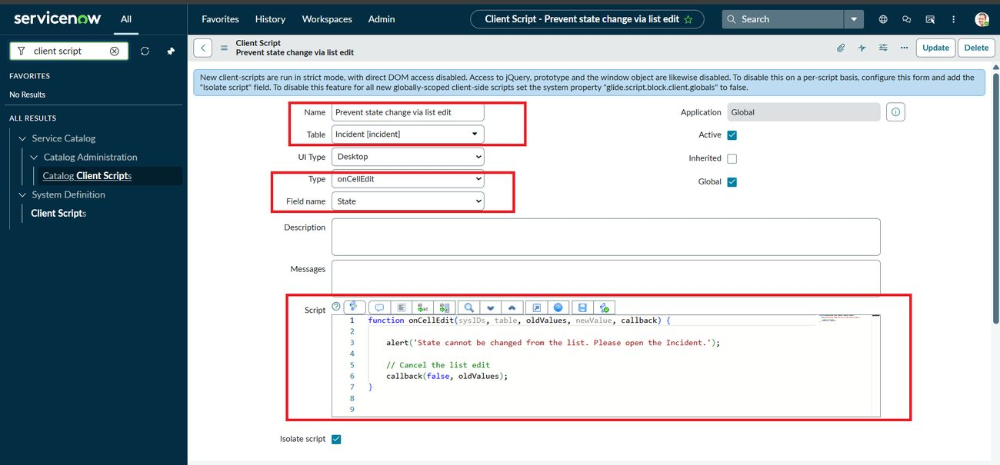 servicenow
All
Favorites History Workspaces Admin
Client Script - Prevent state change via list edit
Search
client script
FAVORITES
No Results
ALL RESULTS
Service Catalog
Catalog Administration
Catalog Client Scripts
System Definition
Client Scripts
Client Script
Prevent state change via list edit
Update
Delete
New client-scripts are run in strict mode, with direct DOM access disabled. Access to jQuery, prototype and the window object are likewise disabled. To disable this on a per-script basis, configure this form and add the
"Isolate script" field. To disable this feature for all new globally-scoped client-side scripts set the system property "glide.script.block.client.globals" to false.
Name Prevent state change via list edit
Table Incident [incident]
UI Type Desktop
Type onCellEdit
Field name State
Application Global
Active
Inherited
Global
Description
Messages
Script
1 function onCellEdit(sysIDs, table, oldValues, newValue, callback) {
2
3 alert('State cannot be changed from the list. Please open the Incident.');
4
5 // Cancel the list edit
6 callback(false, oldValues);
7 }
8
9
Isolate script